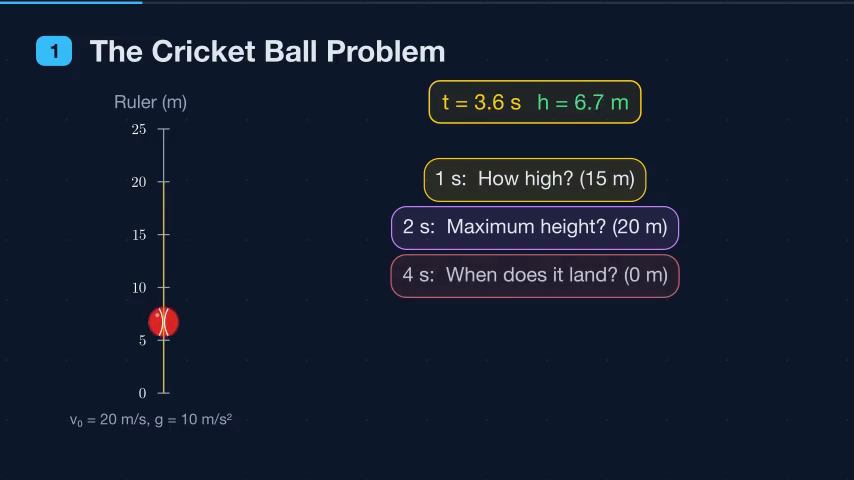 1 The Cricket Ball Problem
Ruler (m)
t = 3.6 s h = 6.7 m
25
20
15
10
5
0
1 s: How high? (15 m)
2 s: Maximum height? (20 m)
4 s: When does it land? (0 m)
v₀ = 20 m/s, g = 10 m/s²